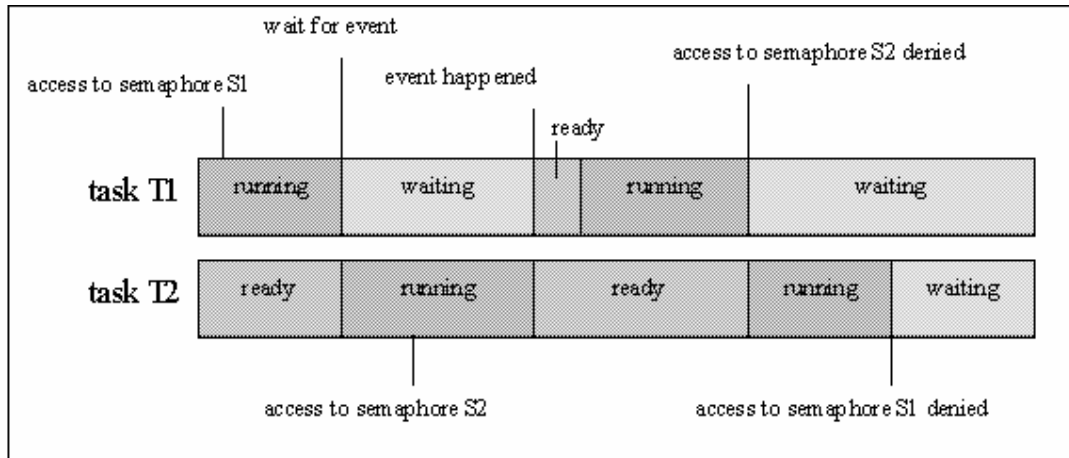 wait for event
access to semaphore S2 denied
access to semaphore S1
event happened
ready
task T1
running
waiting
running
waiting
task T2
ready
running
ready
running
waiting
access to semaphore S2
access to semaphore S1 denied